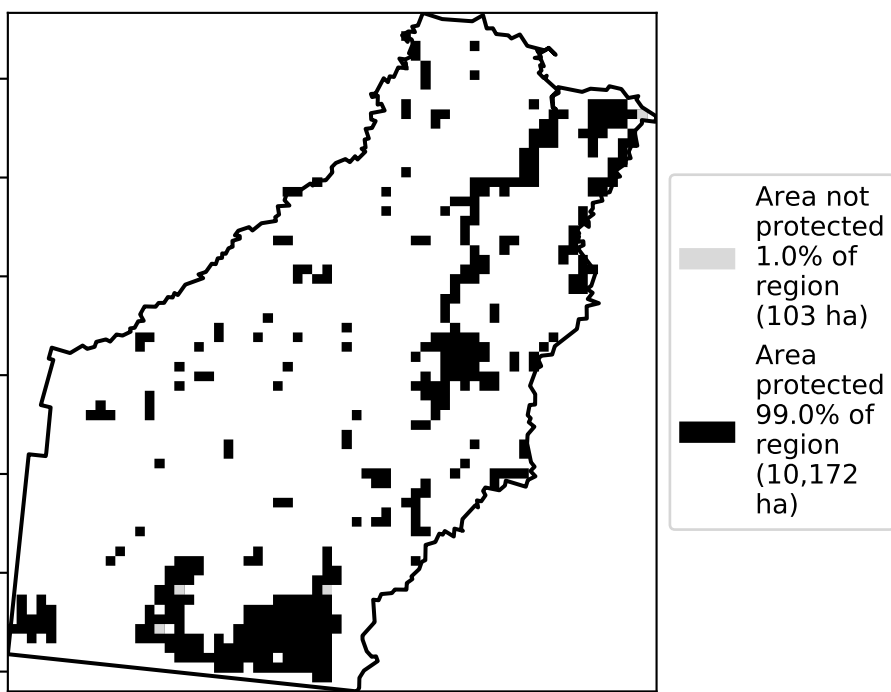 Area not
protected
1.0% of
region
(103 ha)
Area
protected
99.0% of
region
(10,172
ha)